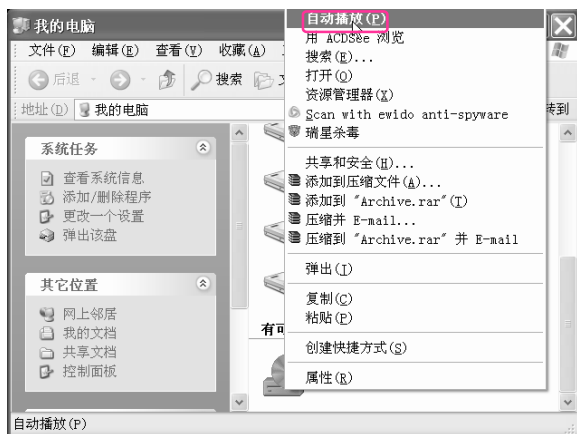 我的电脑
文件(F) 编辑(E) 查看(V) 收藏(A)
后退 搜索
地址(D) 我的电脑 转到
系统任务
查看系统信息
添加/删除程序
更改一个设置
弹出该盘
其它位置
网上邻居
我的文档
共享文档
控制面板
有可
自动播放(P)
用 ACDSee 浏览
搜索(E)...
打开(O)
资源管理器(X)
Scan with ewido anti-spyware
瑞星杀毒
共享和安全(H)...
添加到压缩文件(A)...
添加到 "Archive.rar"(T)
压缩并 E-mail...
压缩到 "Archive.rar" 并 E-mail
弹出(J)
复制(C)
粘贴(P)
创建快捷方式(S)
属性(R)
自动播放(P)